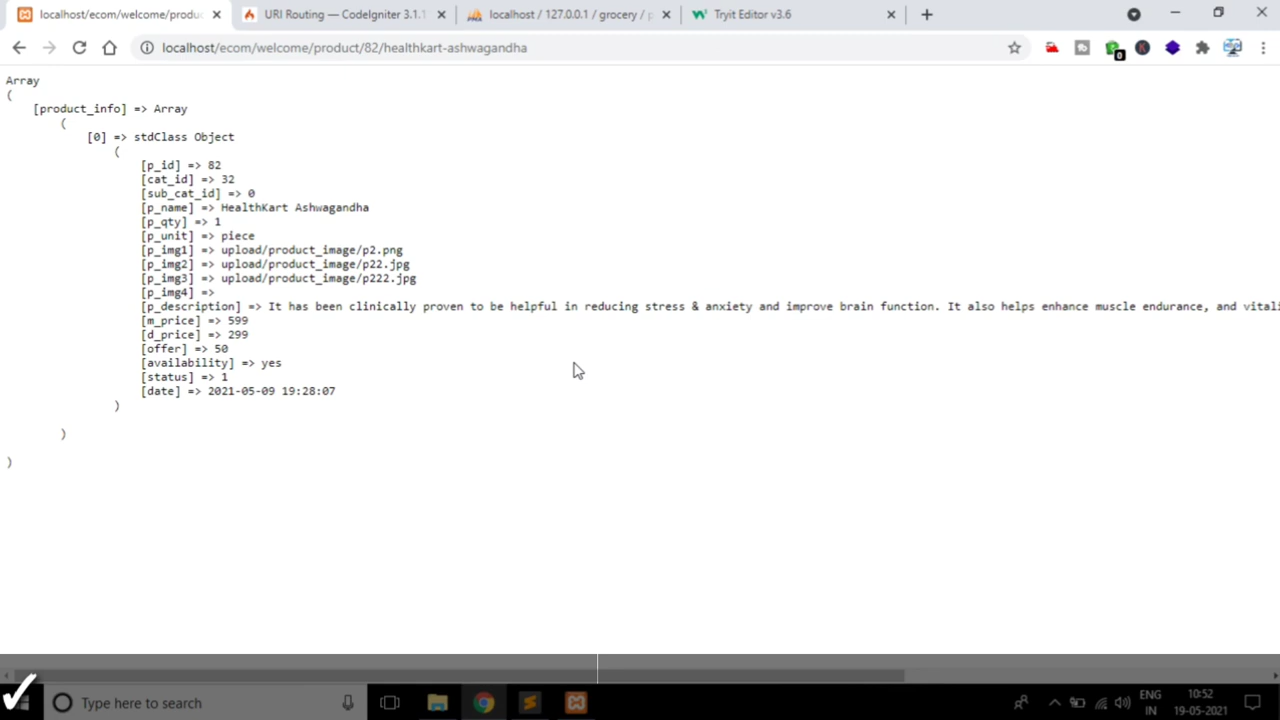 localhost/ecom/welcome/produc
URI Routing — CodeIgniter 3.1.1
localhost / 127.0.0.1 / grocery / p
Tryit Editor v3.6
localhost/ecom/welcome/product/82/healthkart-ashwagandha
0
Array
(
[product_info] => Array
(
[0] => stdClass Object
(
[p_id] => 82
[cat_id] => 32
[sub_cat_id] => 0
[p_name] => HealthKart Ashwagandha
[p_qty] => 1
[p_unit] => piece
[p_img1] => upload/product_image/p2.png
[p_img2] => upload/product_image/p22.jpg
[p_img3] => upload/product_image/p222.jpg
[p_img4] =>
[p_description] => It has been clinically proven to be helpful in reducing stress & anxiety and improve brain function. It also helps enhance muscle endurance, and vitali
[m_price] => 599
[d_price] => 299
[offer] => 50
[availability] => yes
[status] => 1
[date] => 2021-05-09 19:28:07
)
)
)
Type here to search
ENG
IN
10:52
19-05-2021